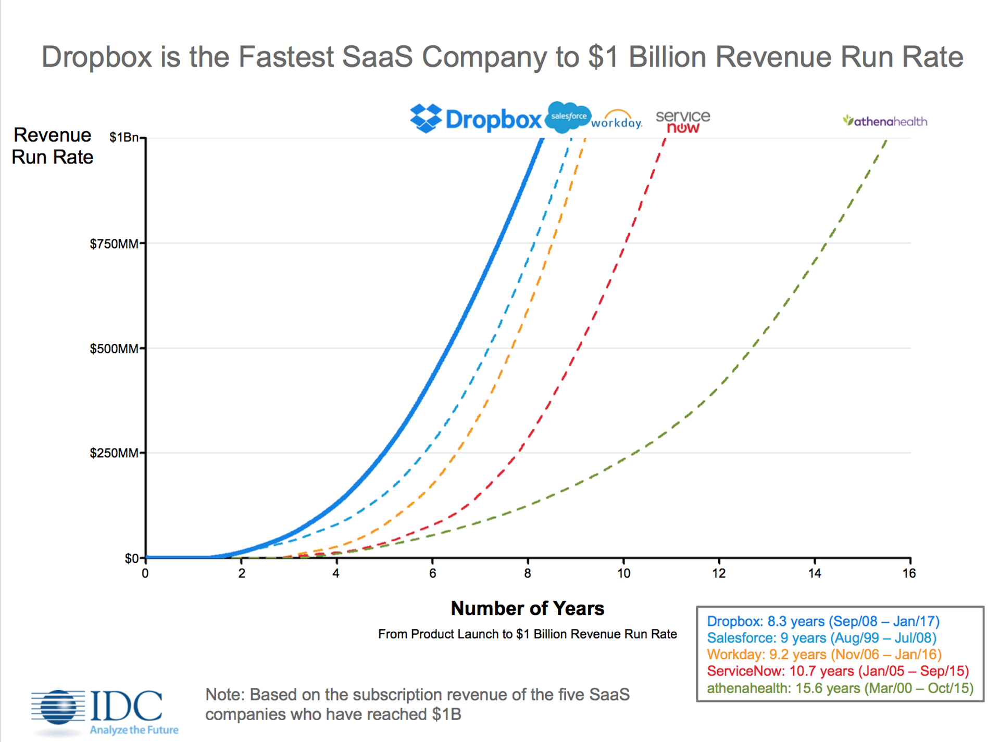 Dropbox is the Fastest SaaS Company to $1 Billion Revenue Run Rate
Dropbox
salesforce
workday.
service
now
athenahealth
Revenue
Run Rate
$1Bn
$750MM
$500MM
$250MM
$0
0 2 4 6 8 10 12 14 16
Number of Years
From Product Launch to $1 Billion Revenue Run Rate
Dropbox: 8.3 years (Sep/08 – Jan/17)
Salesforce: 9 years (Aug/99 – Jul/08)
Workday: 9.2 years (Nov/06 – Jan/16)
ServiceNow: 10.7 years (Jan/05 – Sep/15)
athenahealth: 15.6 years (Mar/00 – Oct/15)
IDC
Analyze the Future
Note: Based on the subscription revenue of the five SaaS
companies who have reached $1B